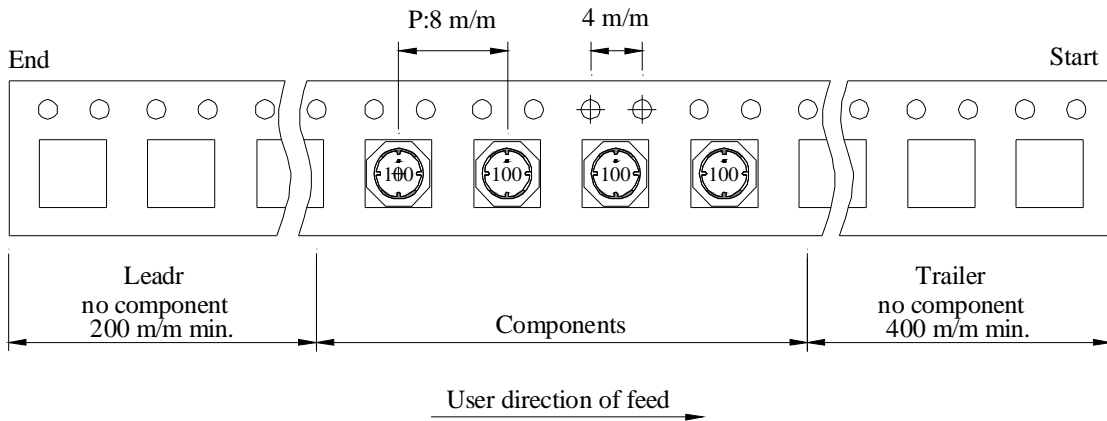 P:8 m/m
4 m/m
End
Start
100
100
100
100
Leadr
no component
200 m/m min.
Components
Trailer
no component
400 m/m min.
User direction of feed